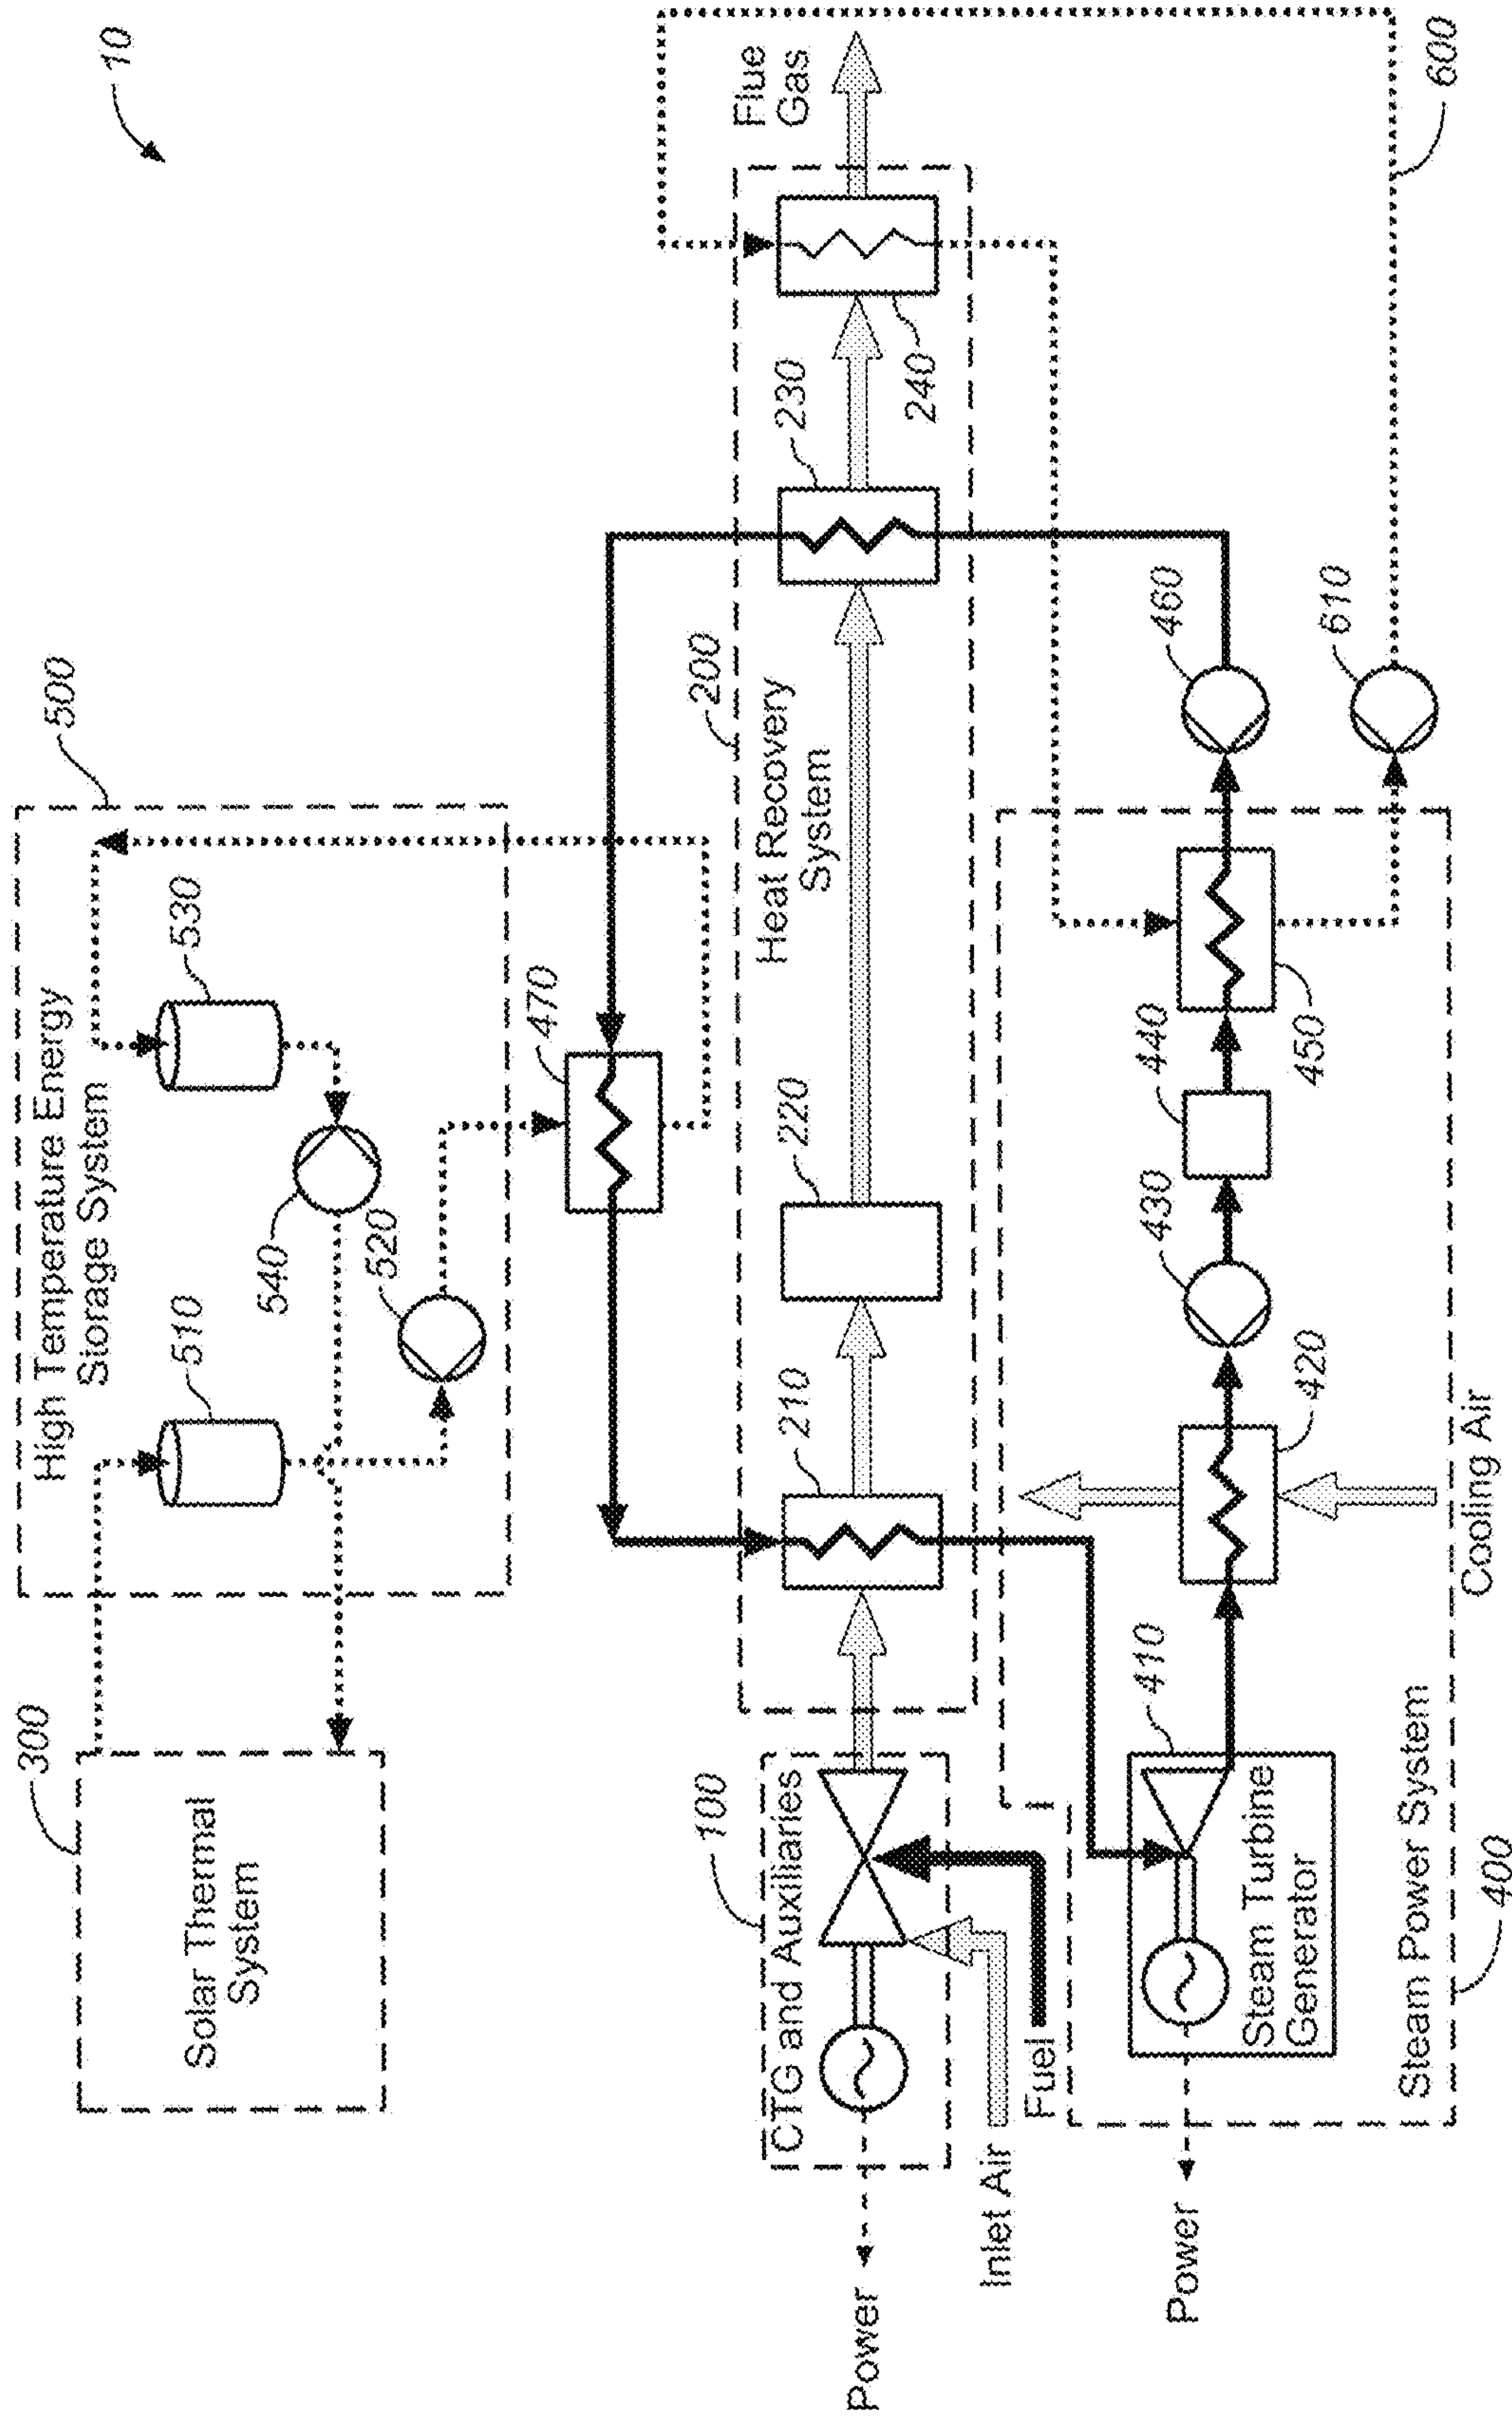 10
300
Solar Thermal
System
500
High Temperature Energy
Storage System
510
530
540
520
470
200
Heat Recovery
System
210
220
230
240
Flue
Gas
100
CTG and Auxiliaries
Power
Inlet Air
Fuel
410
Steam Turbine
Generator
Power
Steam Power System
400
420
Cooling Air
430
440
450
460
610
600